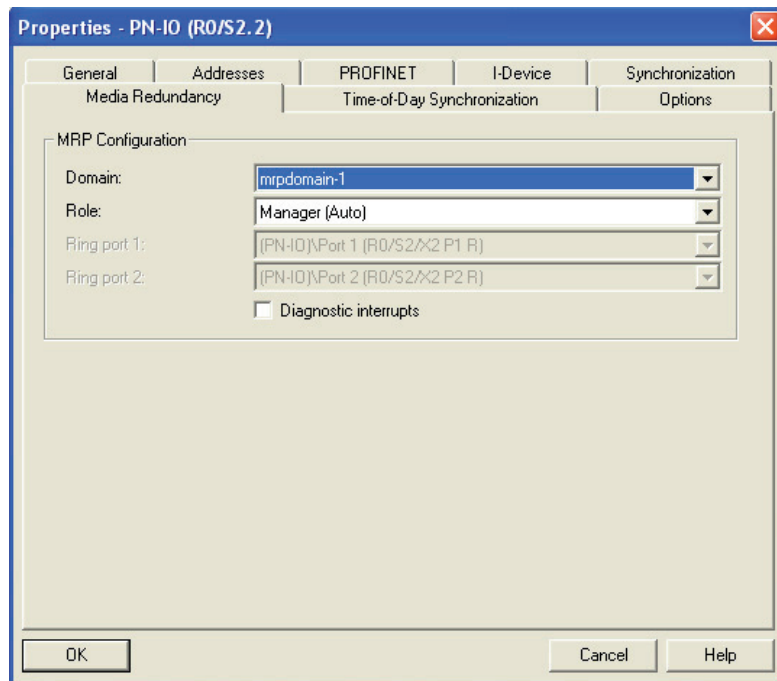 Properties - PN-IO (R0/S2.2)
General Addresses PROFINET I-Device Synchronization
Media Redundancy Time-of-Day Synchronization Options
MRP Configuration
Domain: mrpdomain-1
Role: Manager (Auto)
Ring port 1: (PN-IO)\Port 1 (R0/S2/X2 P1 R)
Ring port 2: (PN-IO)\Port 2 (R0/S2/X2 P2 R)
Diagnostic interrupts
OK Cancel Help